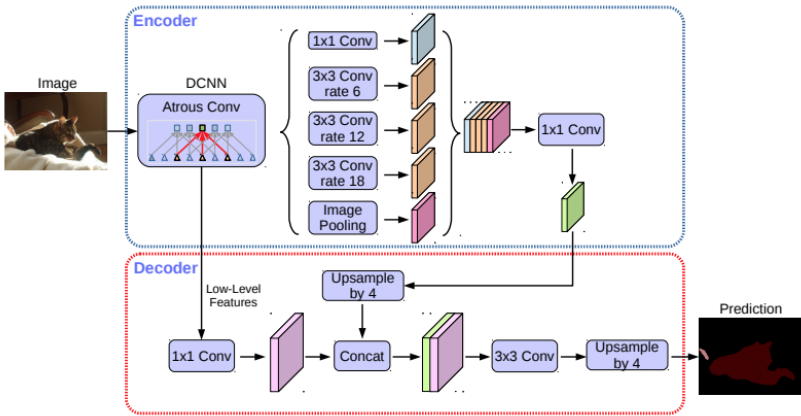 Encoder
Image
DCNN
Atrous Conv
1x1 Conv
3x3 Conv
rate 6
3x3 Conv
rate 12
3x3 Conv
rate 18
Image
Pooling
1x1 Conv
Decoder
Low-Level
Features
Upsample
by 4
1x1 Conv
Concat
3x3 Conv
Upsample
by 4
Prediction